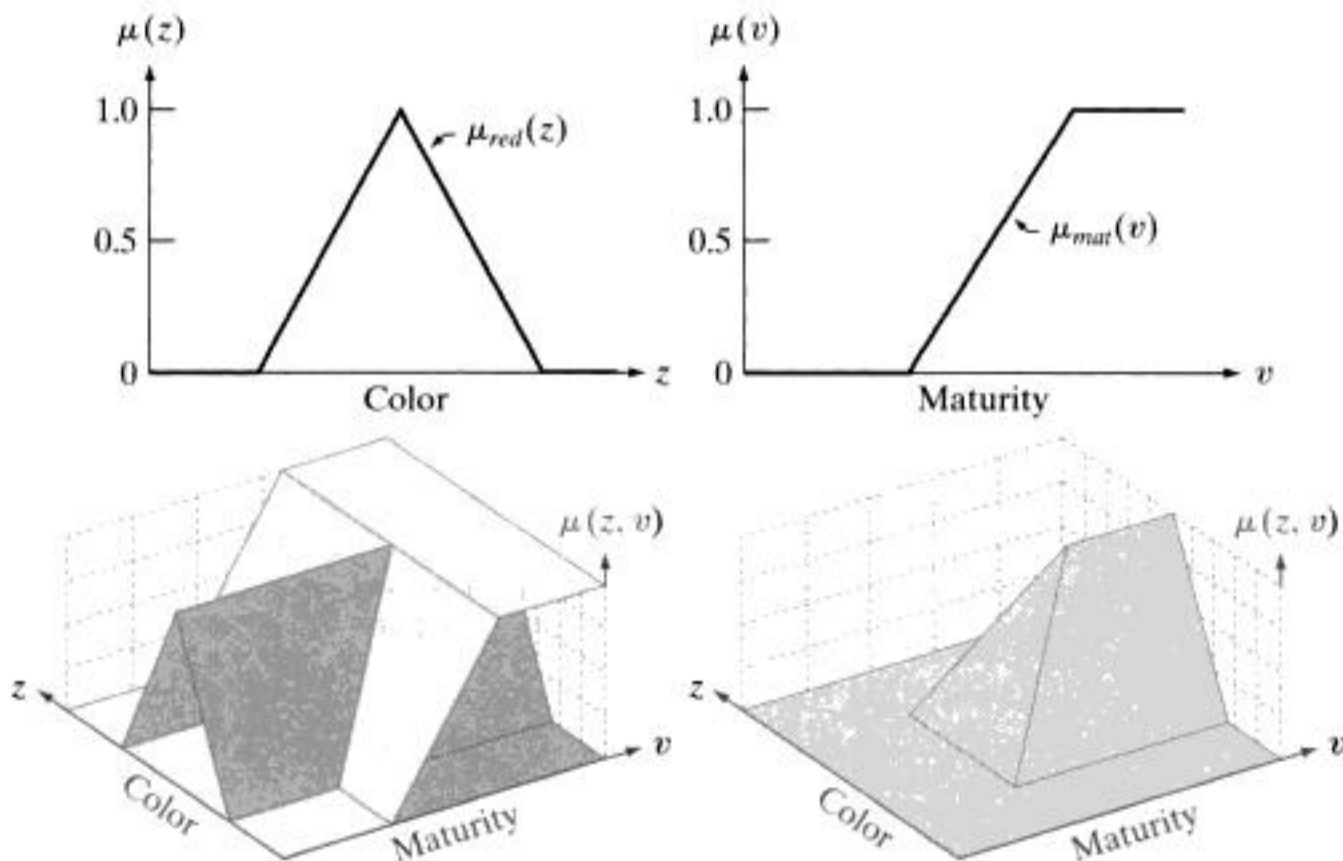 μ(z)
1.0
0.5
0
μ_red(z)
z
Color
μ(v)
1.0
0.5
0
μ_mat(v)
v
Maturity
μ(z, v)
z
v
Color
Maturity
μ(z, v)
z
v
Color
Maturity